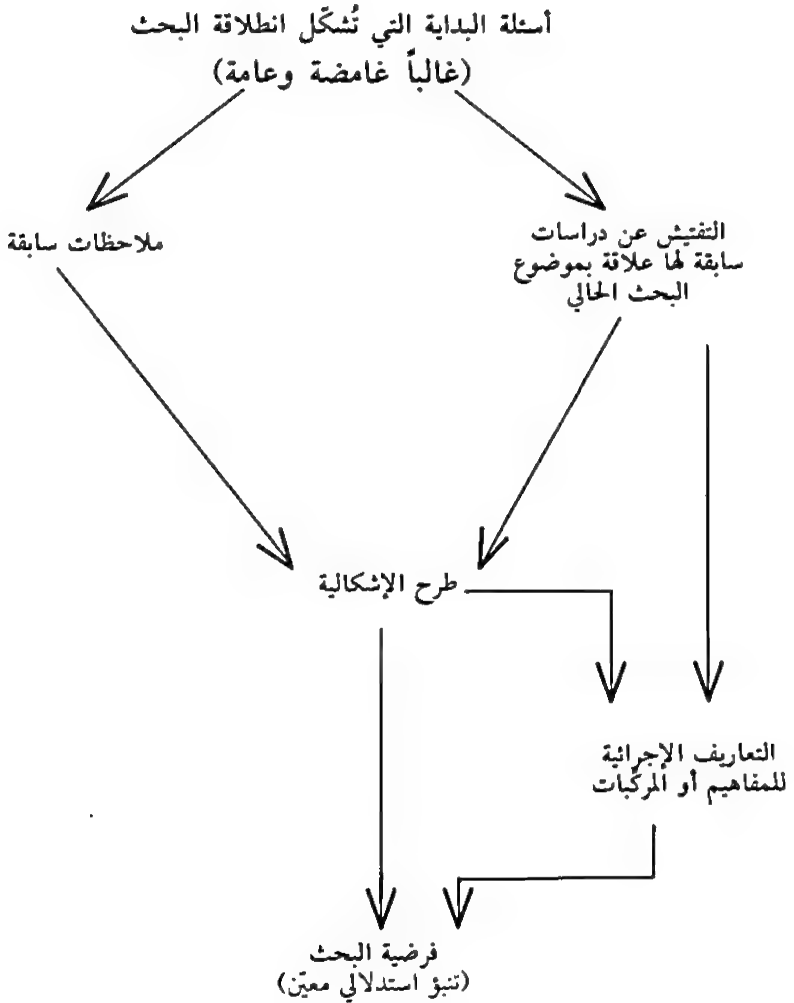 أسئلة البداية التي تُشكّل انطلاقة البحث
(غالباً غامضة وعامة)
التفتيش عن دراسات
سابقة لها علاقة بموضوع
البحث الحالي
ملاحظات سابقة
طرح الإشكالية
التعاريف الإجرائية
للمفاهيم أو المركّبات
فرضية البحث
(تنبؤ استدلالي معيّن)